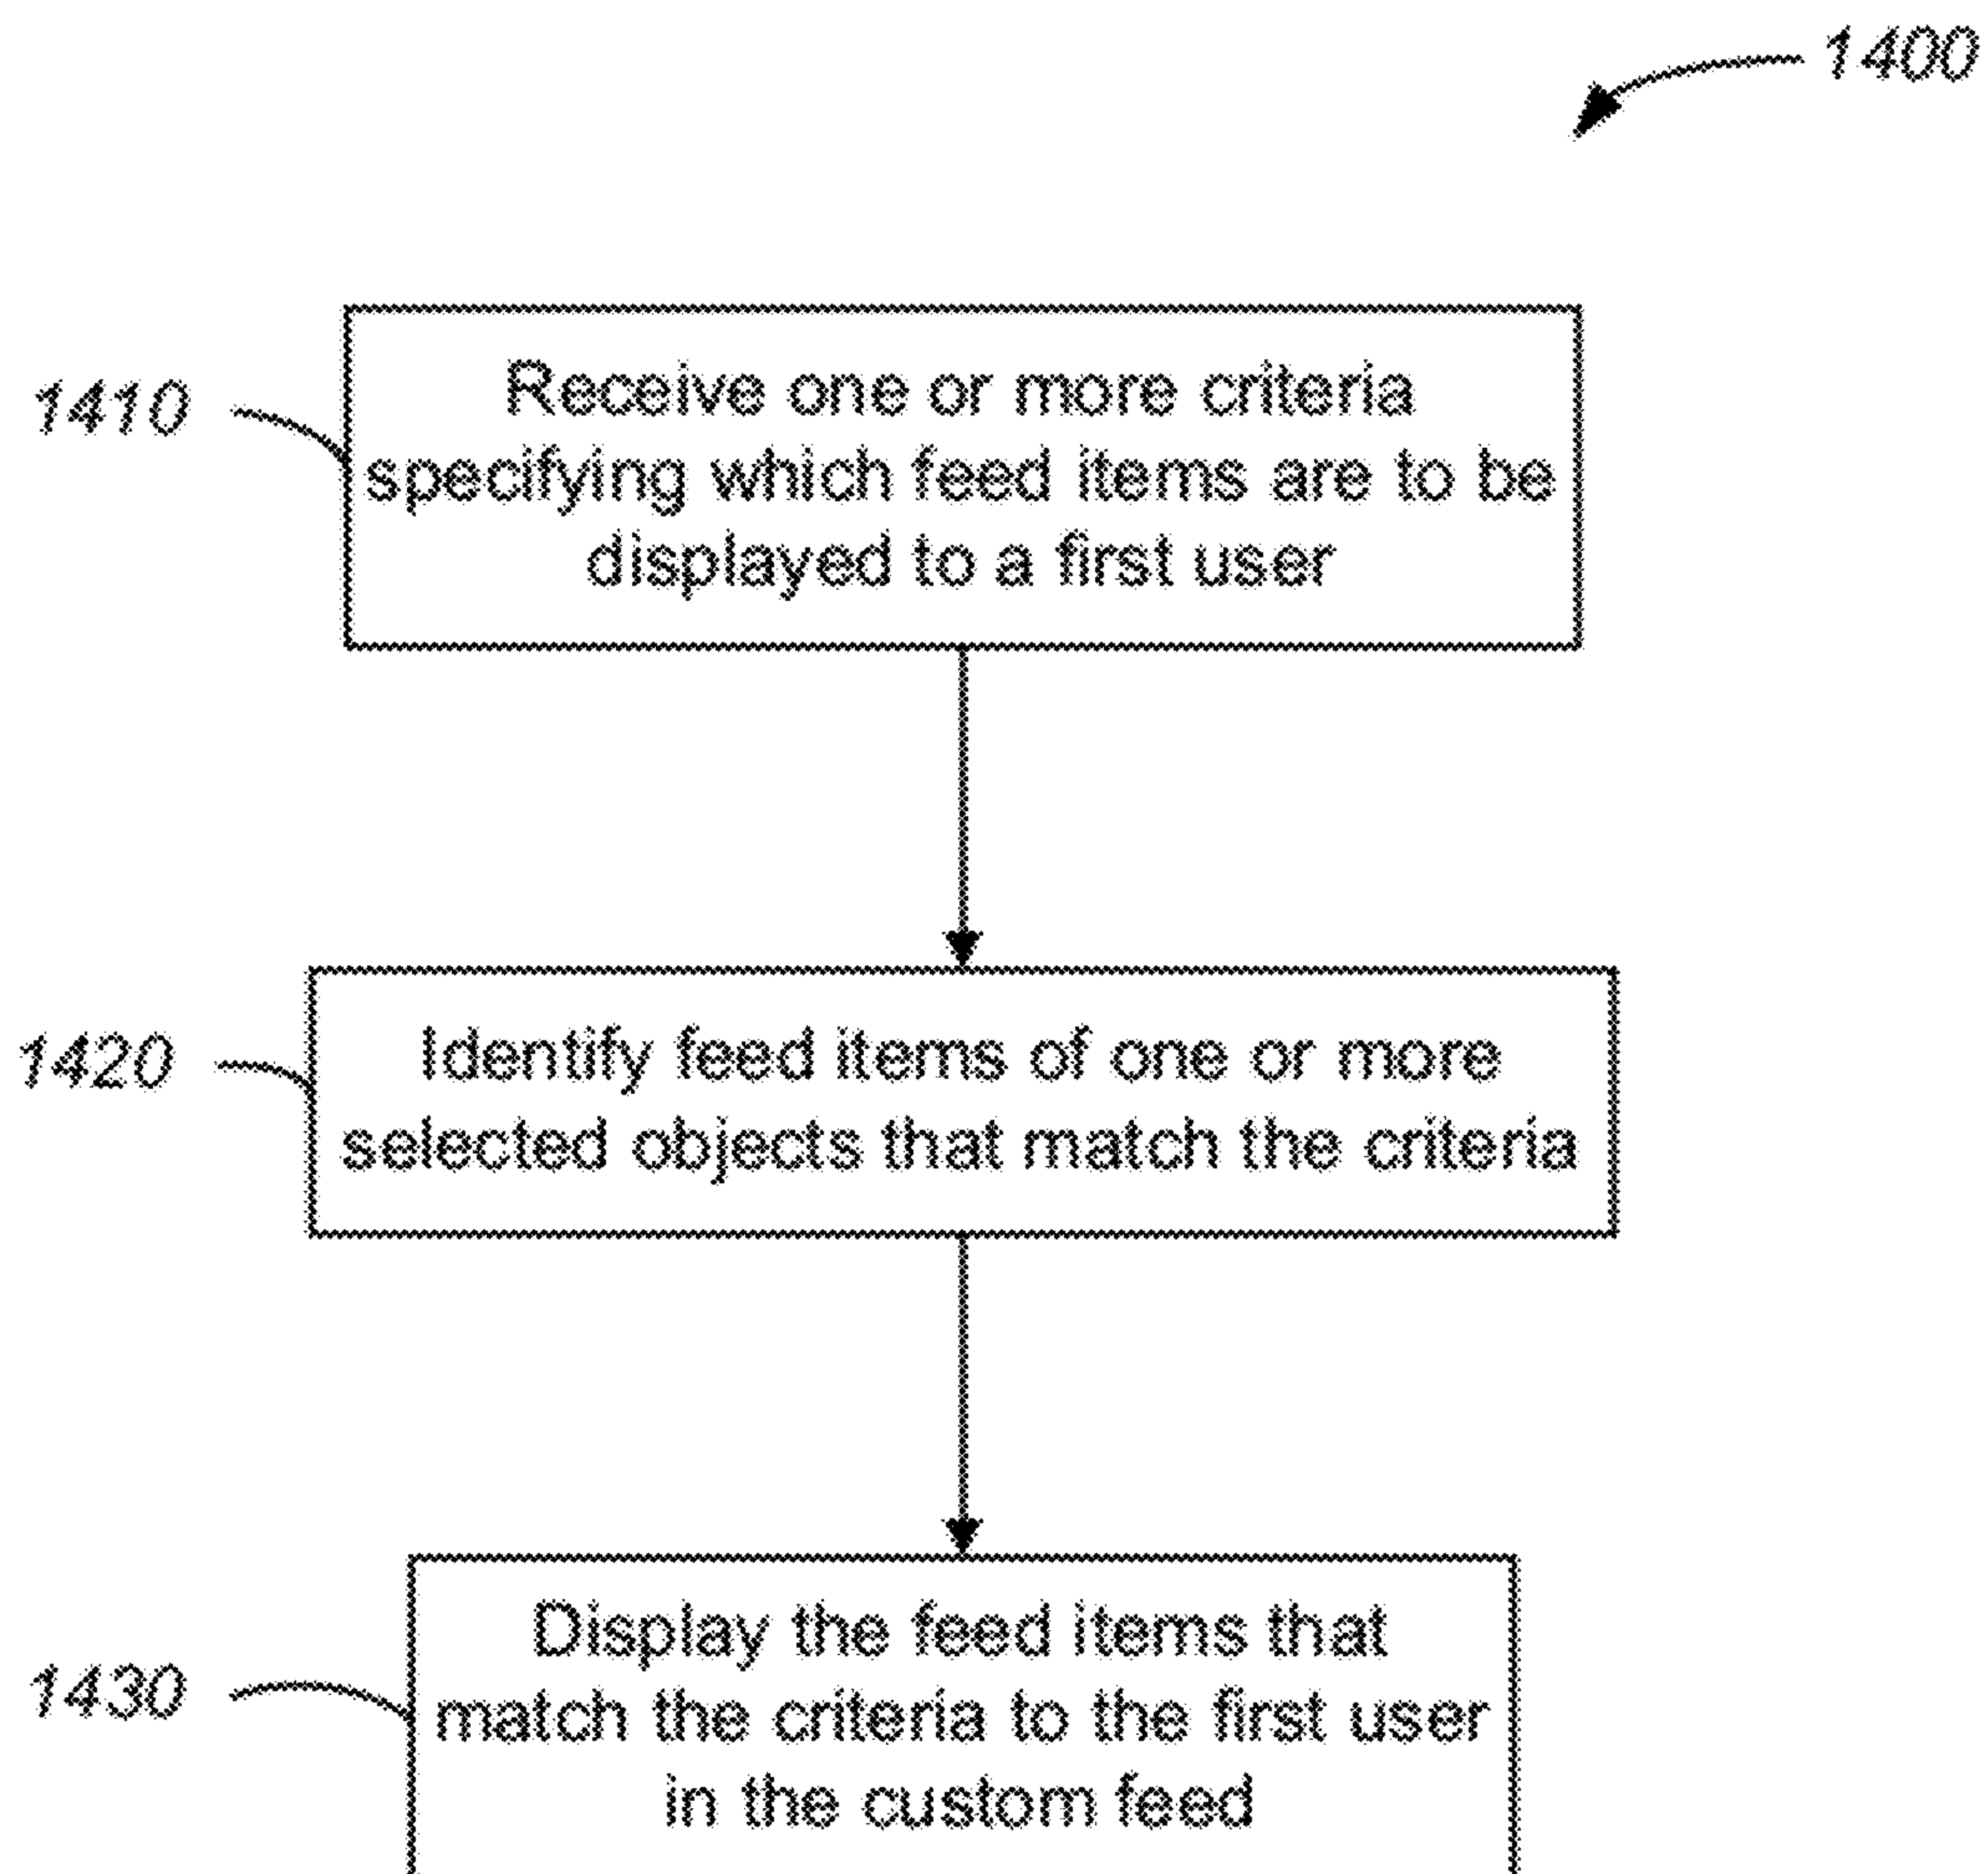 1400
1410
Receive one or more criteria
specifying which feed items are to be
displayed to a first user
1420
Identify feed items of one or more
selected objects that match the criteria
1430
Display the feed items that
match the criteria to the first user
in the custom feed